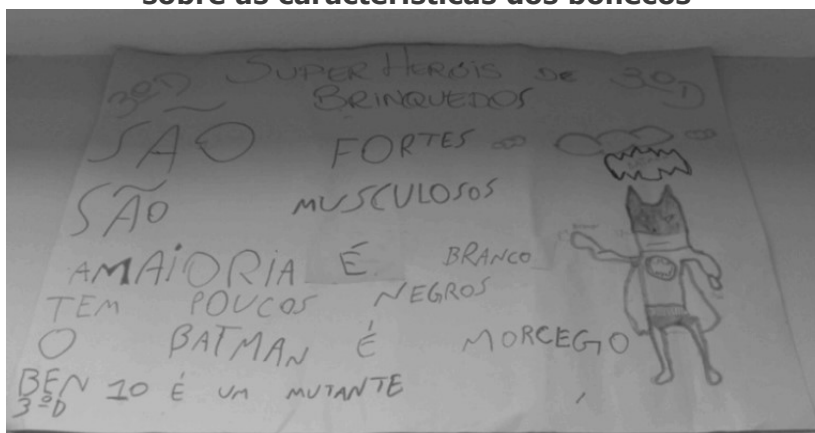 sobre as características dos bonecos
3ºD SUPER HERÓIS DE 3ºD
BRINQUEDOS
SÃO FORTES
SÃO MUSCULOSOS
AMAIORIA É BRANCO
TEM POUCOS NEGROS
O BATMAN É MORCEGO
BEN 10 É UM MUTANTE
3ºD